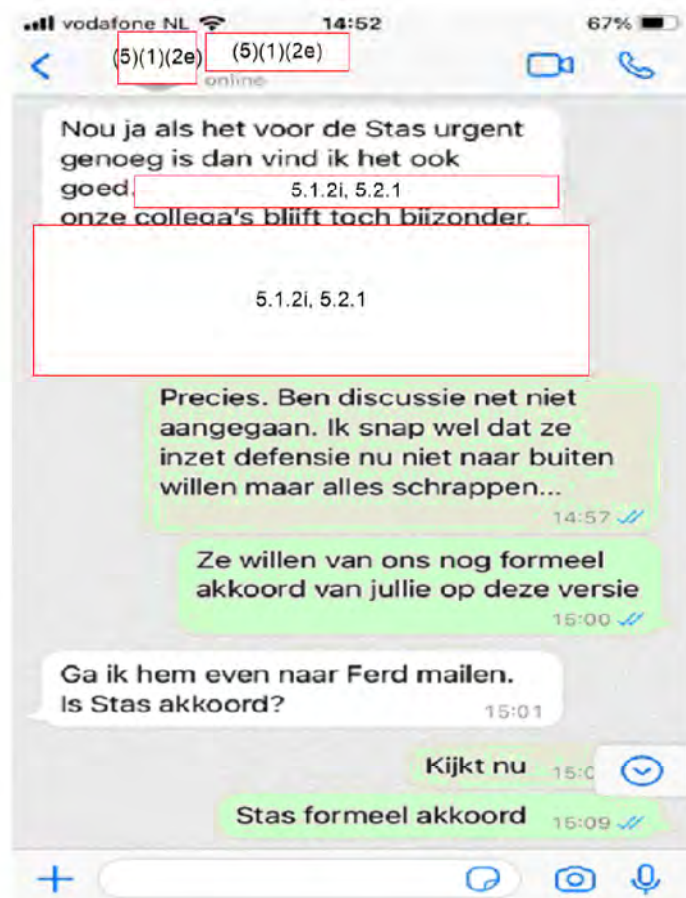 vodafone NL 14:52 67%
(5)(1)(2e) (5)(1)(2e)
online
Nou ja als het voor de Stas urgent
genoeg is dan vind ik het ook
goed. 5.1.2i, 5.2.1
onze collega's blijft toch bijzonder.
5.1.2i, 5.2.1
Precies. Ben discussie net niet
aangegaan. Ik snap wel dat ze
inzet defensie nu niet naar buiten
willen maar alles schrappen...
14:57
Ze willen van ons nog formeel
akkoord van jullie op deze versie
15:00
Ga ik hem even naar Ferd mailen.
Is Stas akkoord? 15:01
Kijkt nu 15:0
Stas formeel akkoord 15:09